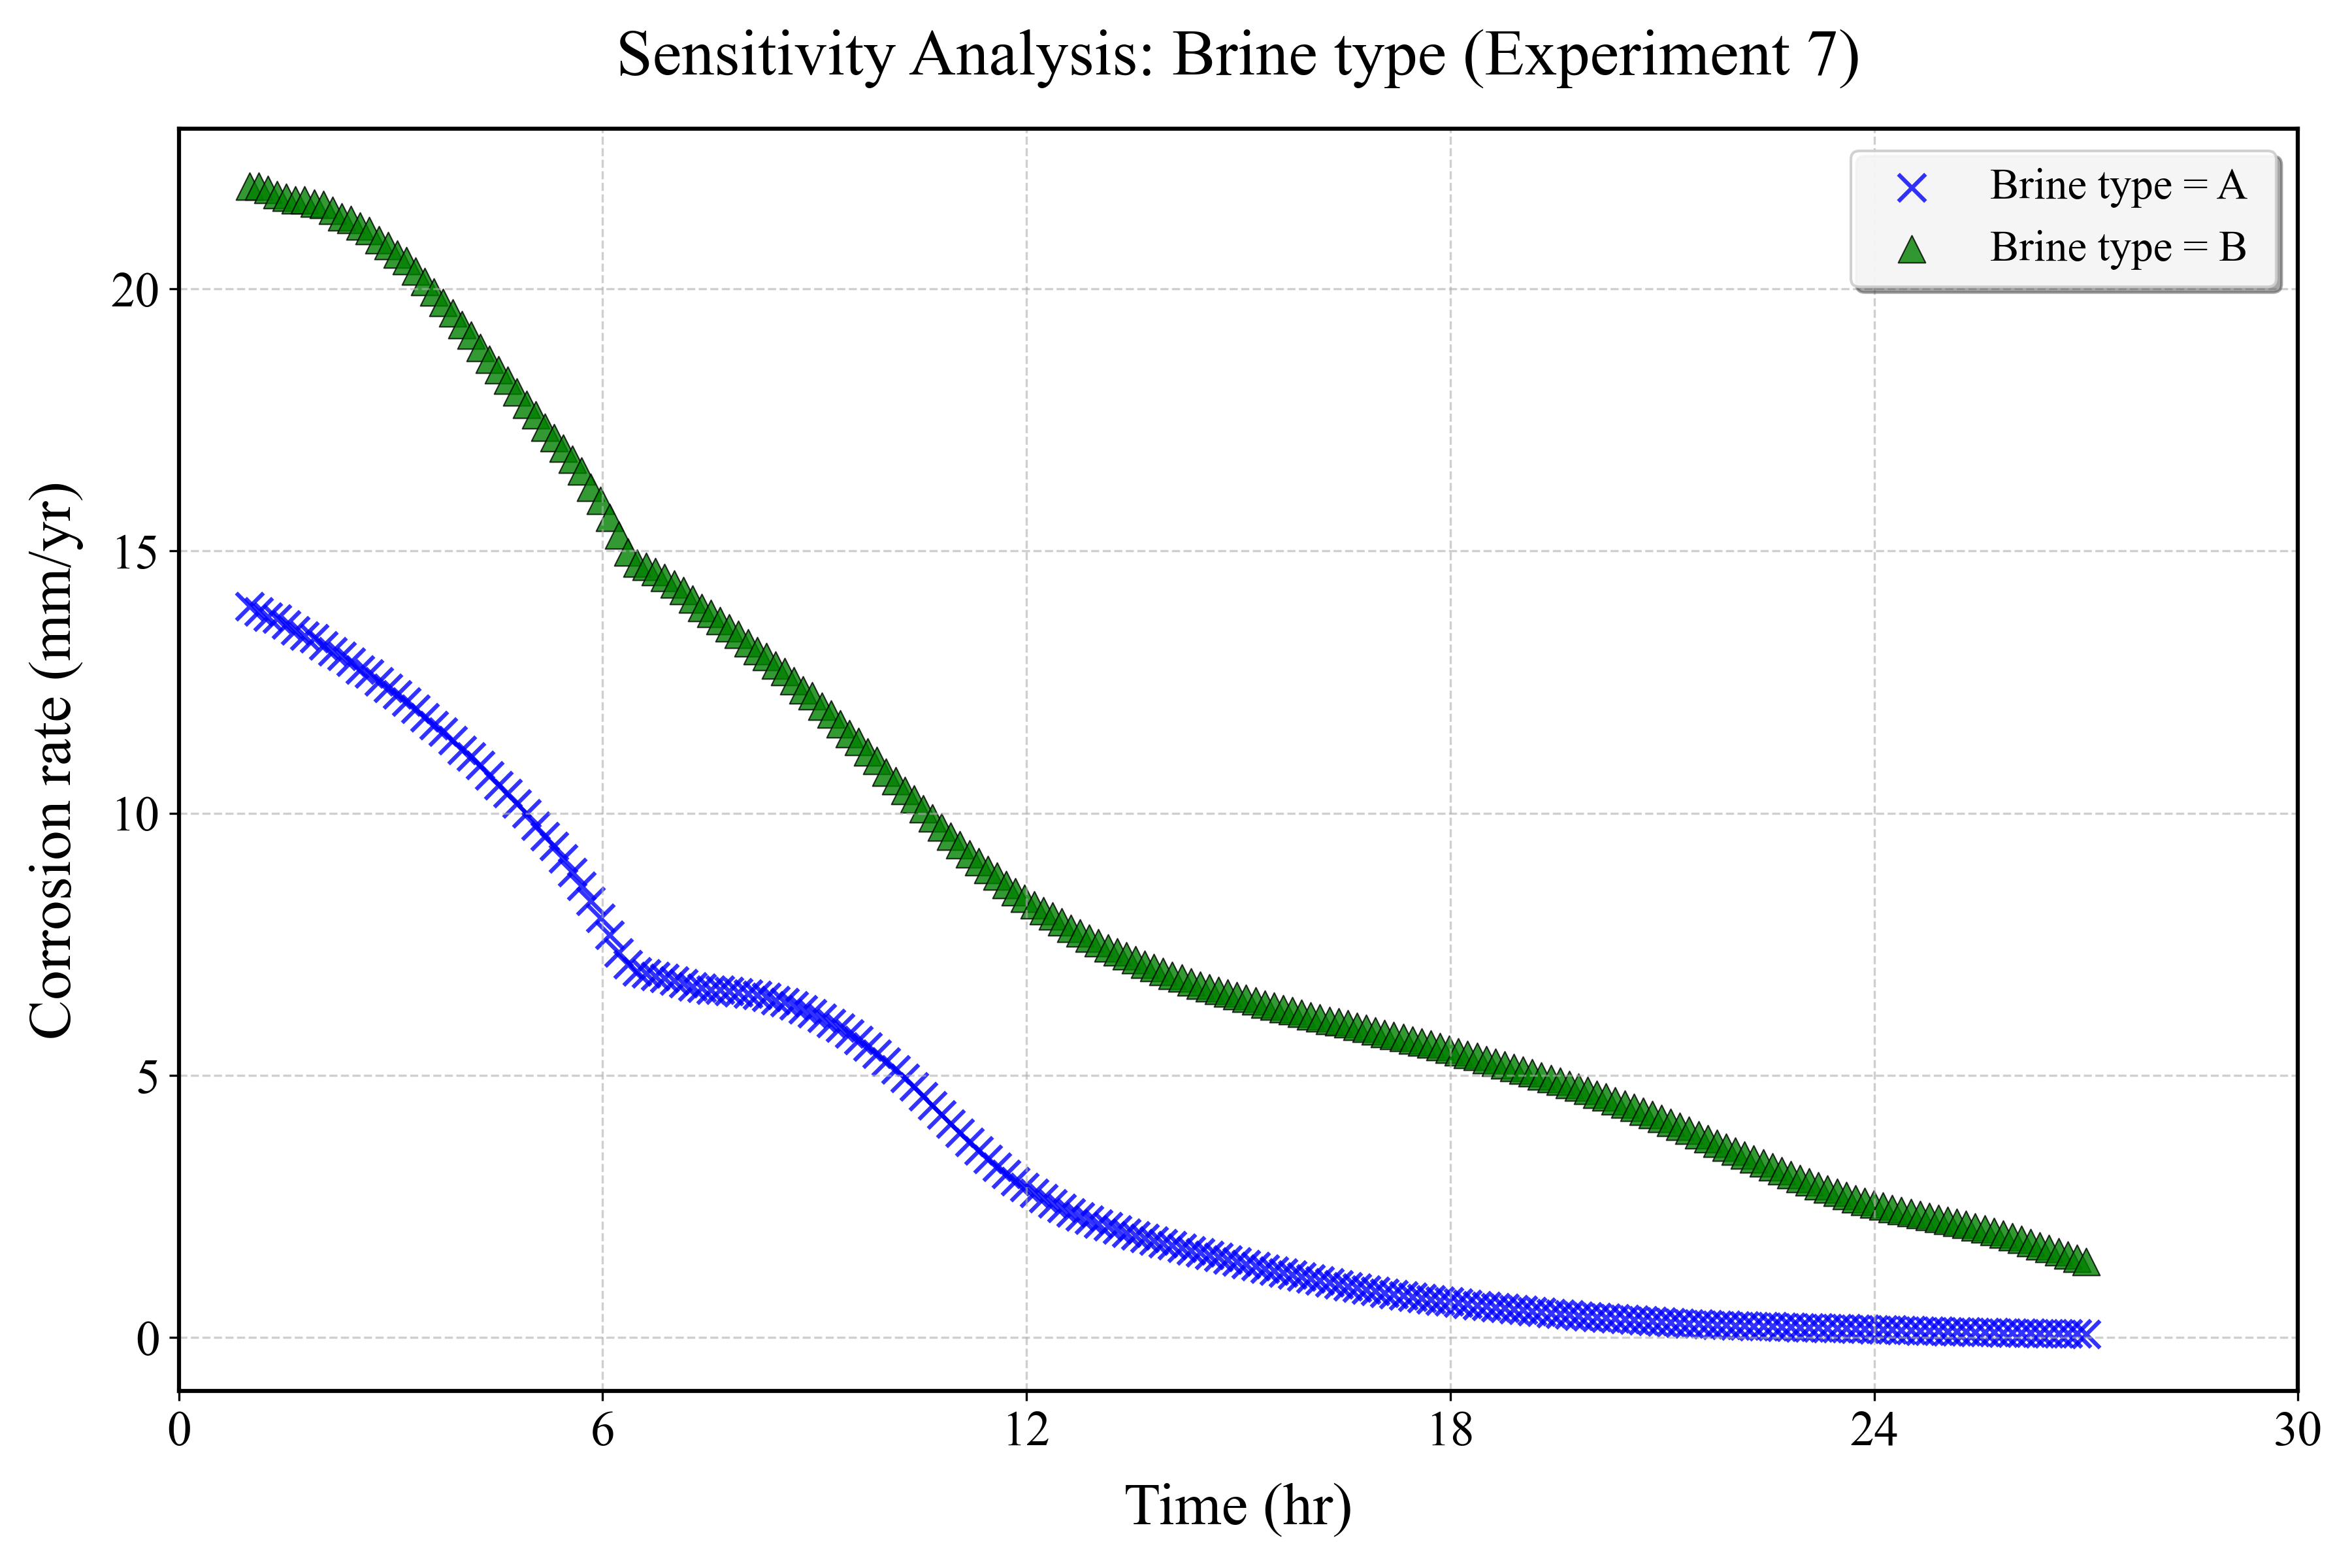 Sensitivity Analysis: Brine type (Experiment 7)
Brine type = A
Brine type = B
Corrosion rate (mm/yr)
20
15
10
5
0
0 6 12 18 24 30
Time (hr)